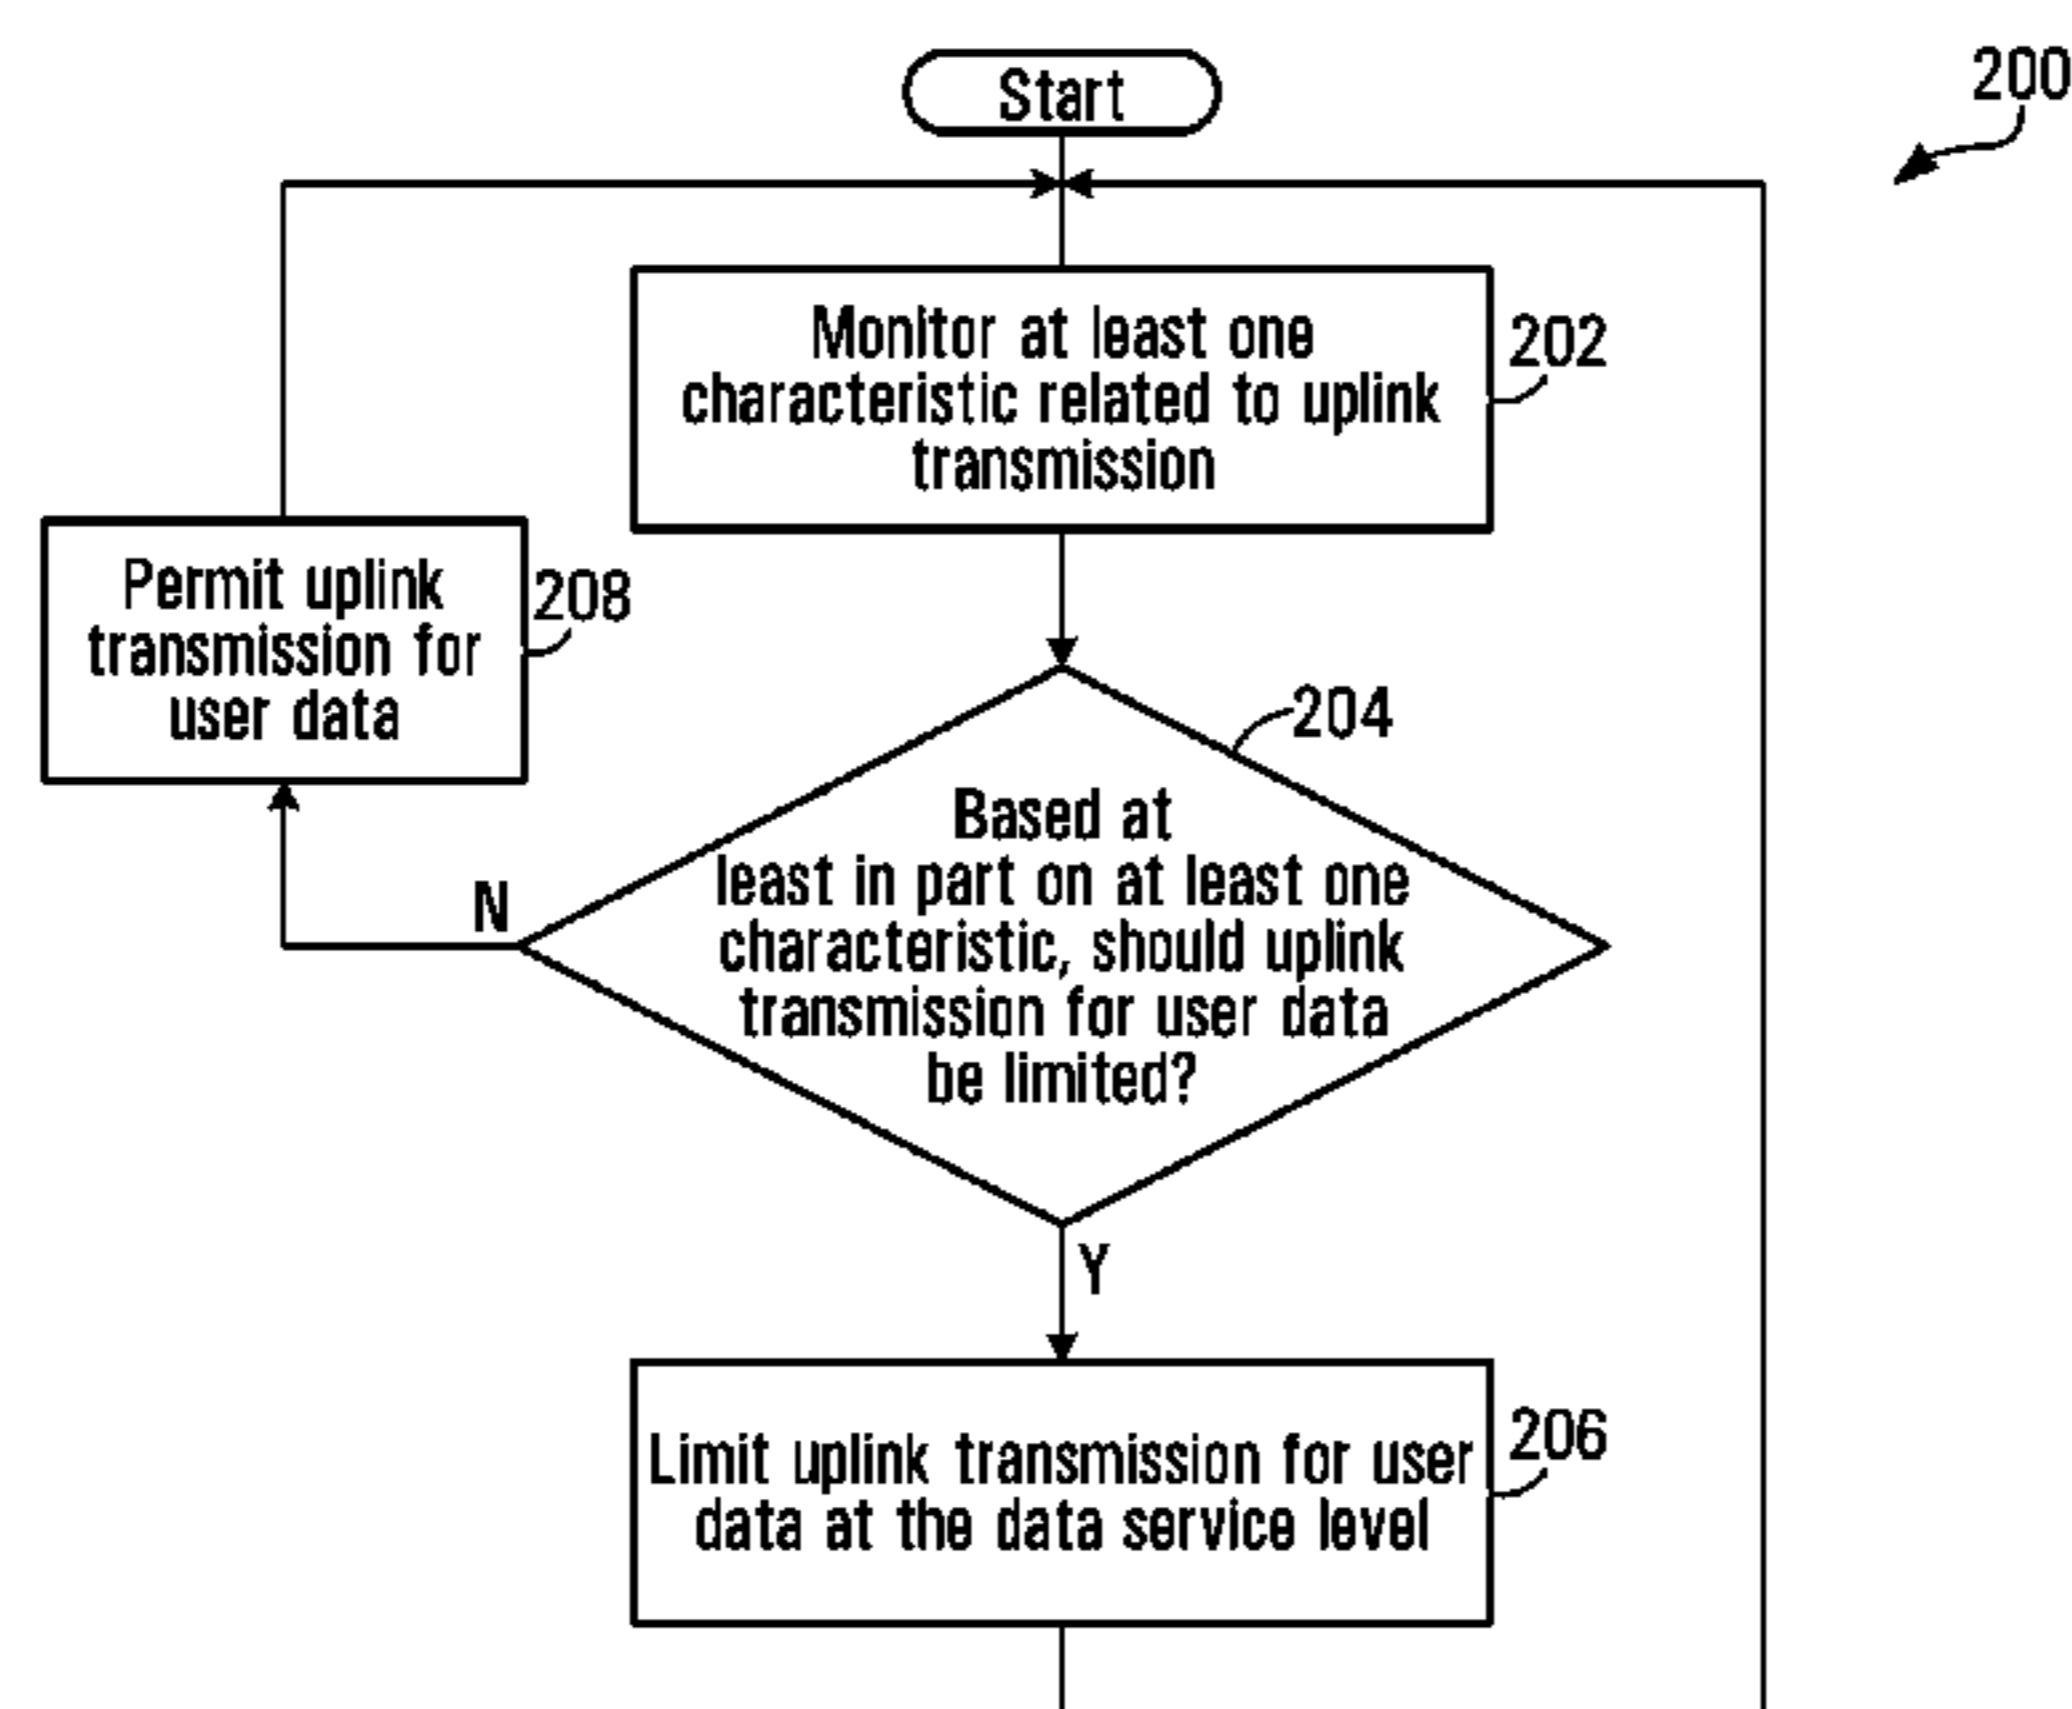 Start
200
Monitor at least one
characteristic related to uplink
transmission
202
Permit uplink
transmission for
user data
208
204
Based at
least in part on at least one
characteristic, should uplink
transmission for user data
be limited?
N
Y
Limit uplink transmission for user
data at the data service level
206